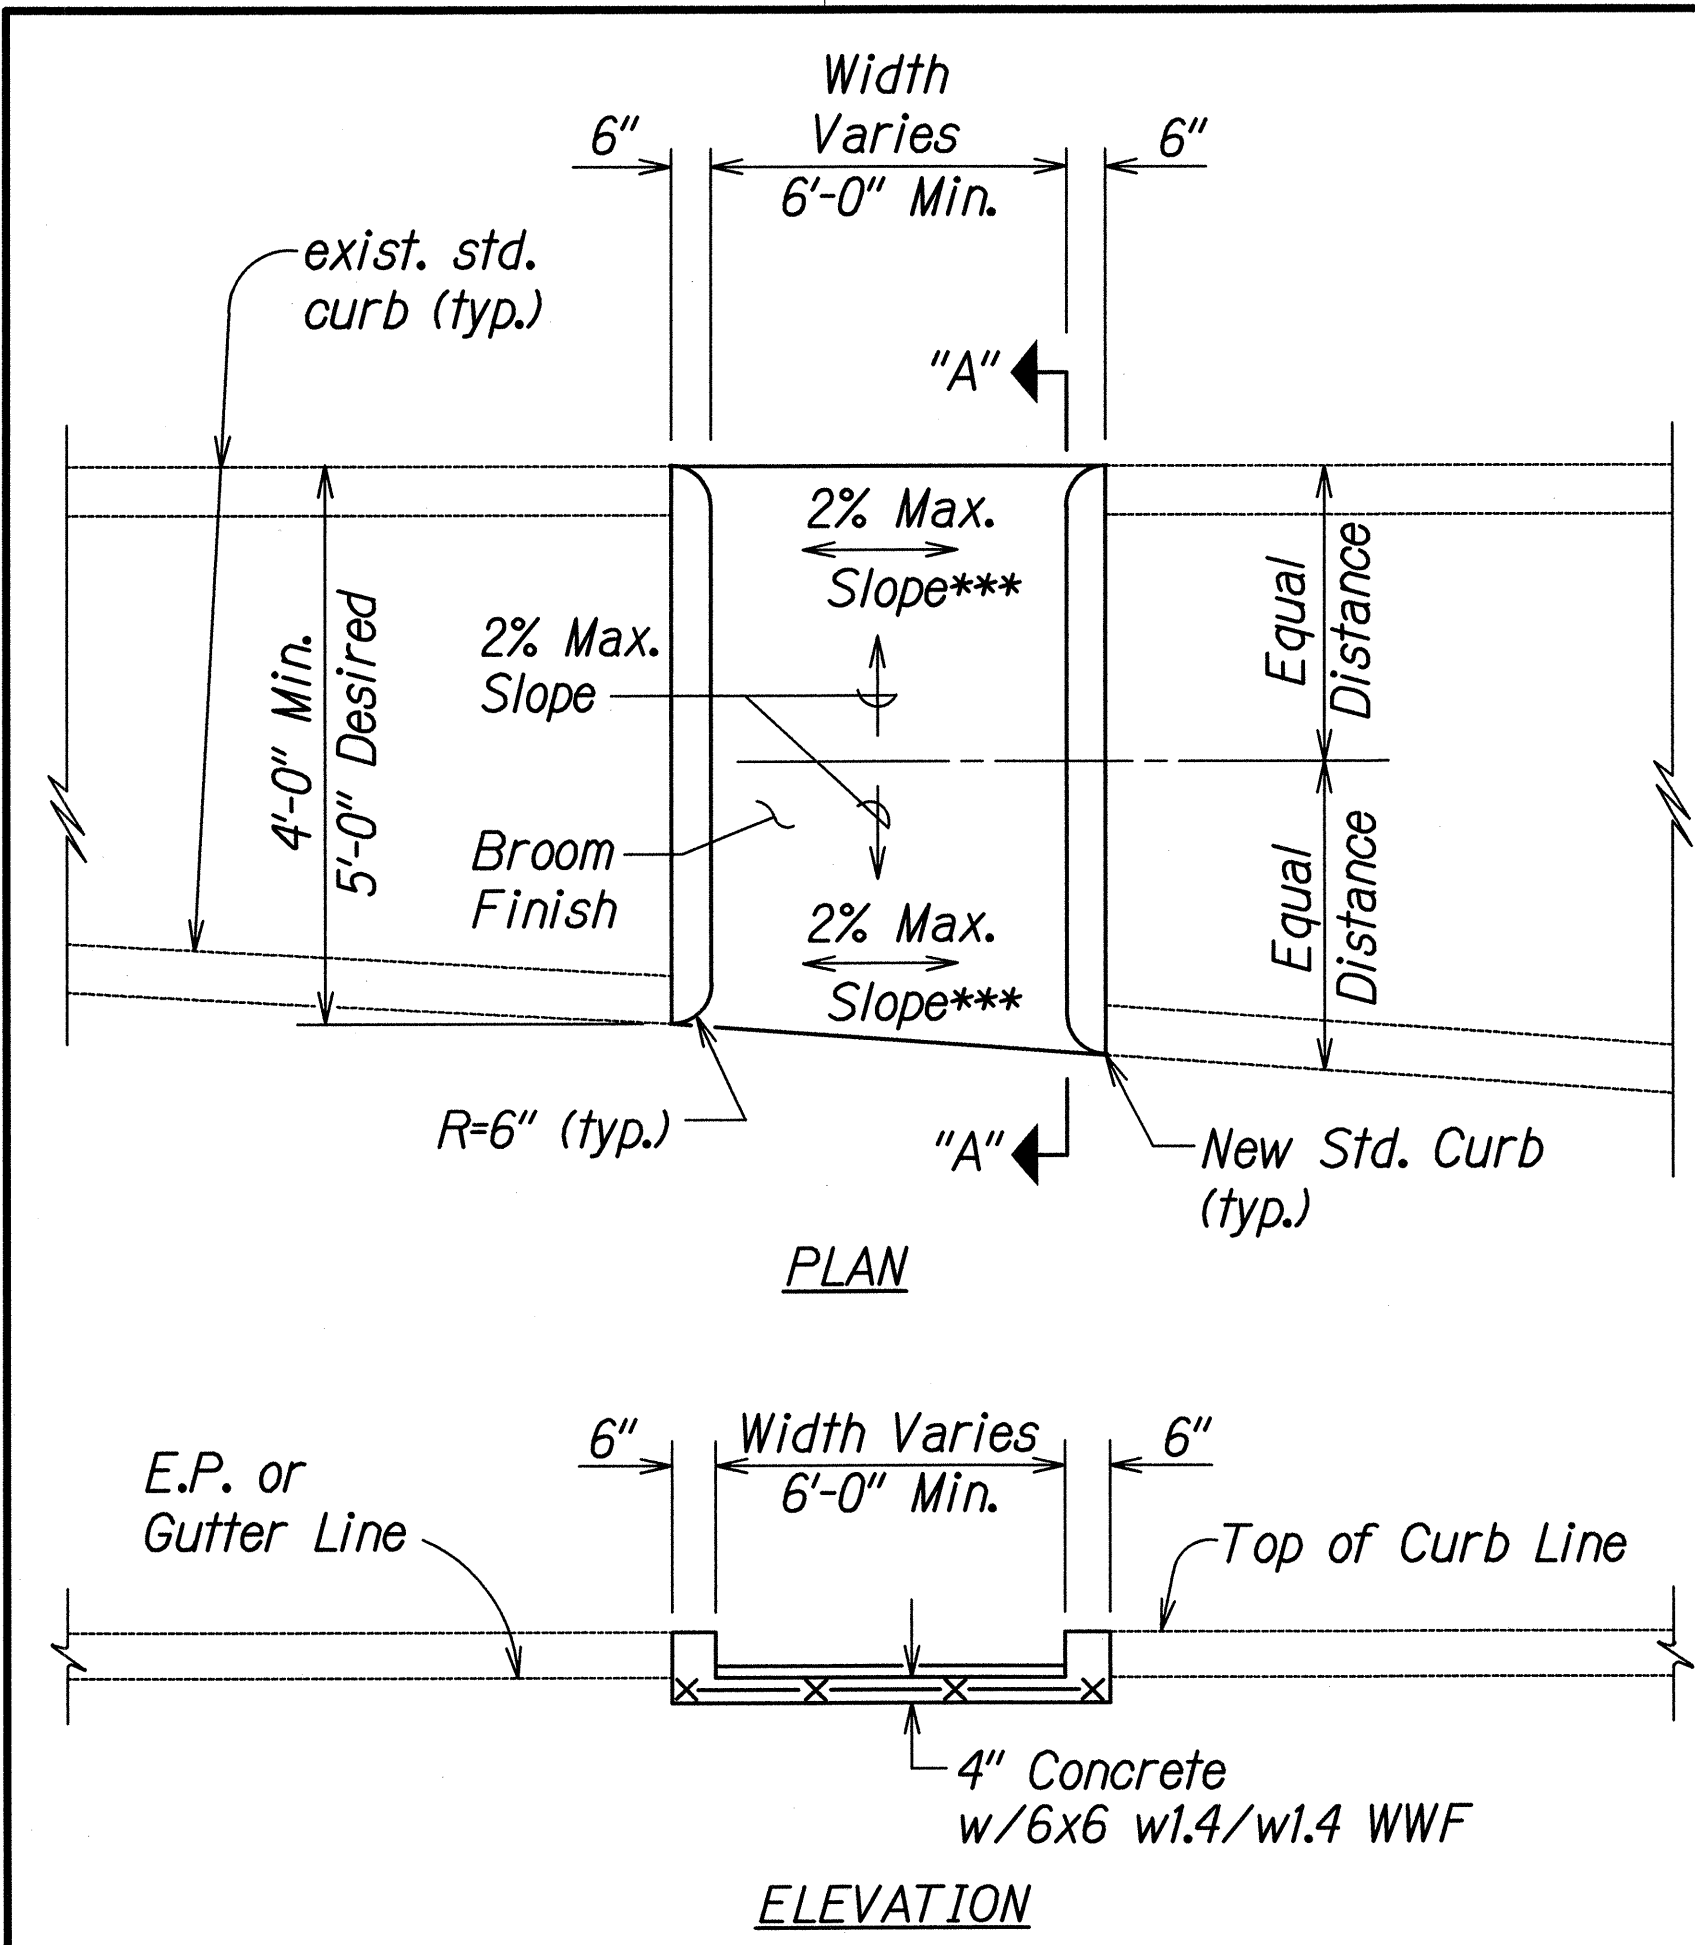 Width
Varies
6'-0" Min.
6"
6"
exist. std.
curb (typ.)
"A"
2% Max.
Slope***
2% Max.
Slope
4'-0" Min.
5'-0" Desired
Equal
Distance
Broom
Finish
Equal
Distance
2% Max.
Slope***
R=6" (typ.)
"A"
New Std. Curb
(typ.)
PLAN
6"
Width Varies
6'-0" Min.
6"
E.P. or
Gutter Line
Top of Curb Line
4" Concrete
w/6x6 w1.4/w1.4 WWF
ELEVATION